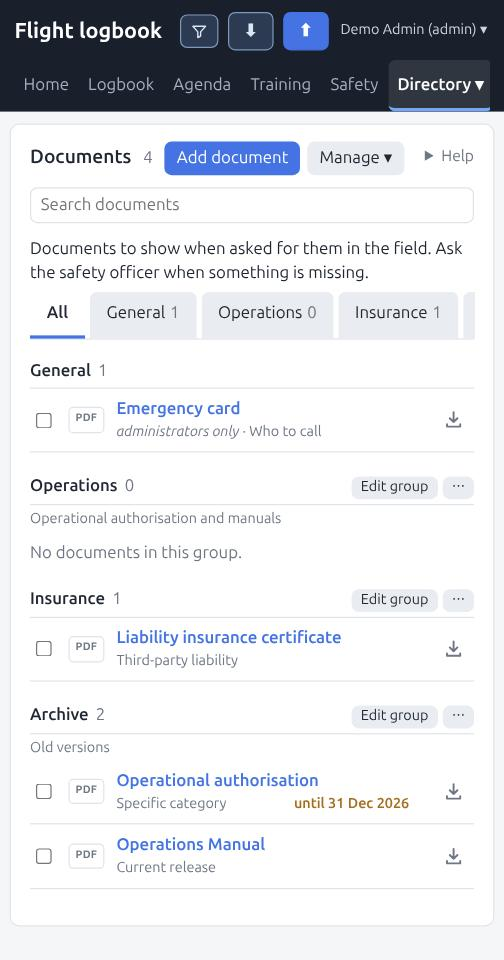 Flight logbook
Demo Admin (admin) ▾
Home Logbook Agenda Training Safety Directory ▾
Documents 4 Add document Manage ▾ ▶ Help
Search documents
Documents to show when asked for them in the field. Ask
the safety officer when something is missing.
All General 1 Operations 0 Insurance 1
General 1
PDF Emergency card
administrators only · Who to call
Operations 0 Edit group ···
Operational authorisation and manuals
No documents in this group.
Insurance 1 Edit group ···
PDF Liability insurance certificate
Third-party liability
Archive 2 Edit group ···
Old versions
PDF Operational authorisation
Specific category until 31 Dec 2026
PDF Operations Manual
Current release